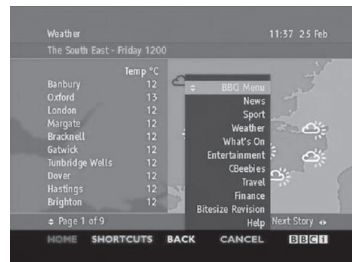 Weather
11:37 25 Feb
The South East - Friday 1200
Temp °C
Banbury 12
Oxford 13
London 12
Margate 12
Bracknell 12
Gatwick 12
Tunbridge Wells 12
Dover 12
Hastings 12
Brighton 12
Page 1 of 9
BBC Menu
News
Sport
Weather
What's On
Entertainment
CBeebies
Travel
Finance
Bitesize Revision
Help
Next Story
HOME SHORTCUTS BACK CANCEL BBCi